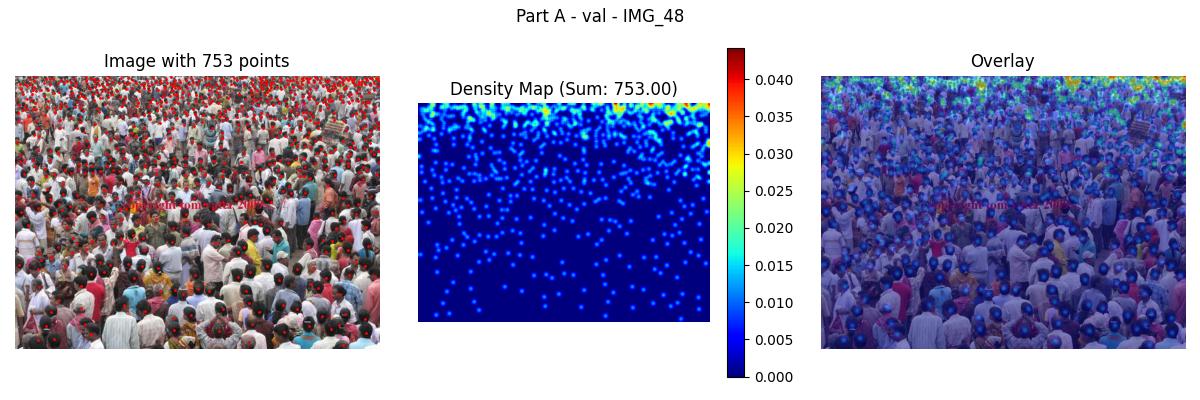 Part A - val - IMG_48
Image with 753 points
Density Map (Sum: 753.00)
Overlay
0.040
0.035
0.030
0.025
0.020
0.015
0.010
0.005
0.000